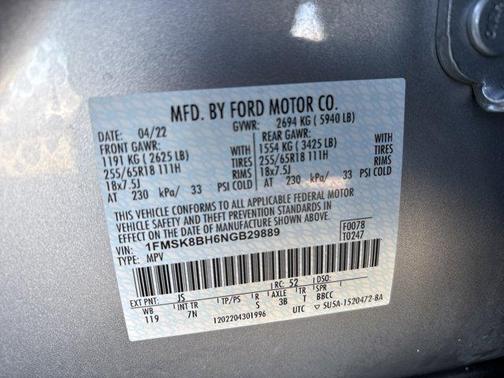 MFD. BY FORD MOTOR CO.
DATE: 04/22 GVWR: 2694 KG ( 5940 LB)
FRONT GAWR: REAR GAWR:
1191 KG ( 2625 LB) 1554 KG ( 3425 LB)
255/65R18 111H TIRES 255/65R18 111H TIRES
18x7.5J RIMS 18x7.5J RIMS
AT 230 kPa/ 33 PSI COLD AT 230 kPa/ 33 PSI COLD
THIS VEHICLE CONFORMS TO ALL APPLICABLE FEDERAL MOTOR
VEHICLE SAFETY AND BUMPER STANDARDS, AND THEFT PREVENTION
STANDARDS IN EFFECT ON THE DATE OF MANUFACTURE SHOWN ABOVE.
VIN: 1FMSK8BH6NGB29889 F0078
TYPE: MPV T0247
EXT PNT: JS RC: 52 DSO:
WB INT TR TP/PS R AXLE TR SPR
119 7N S 3B T BBCC
1202204301996 UTC 5U5A-1520472-BA